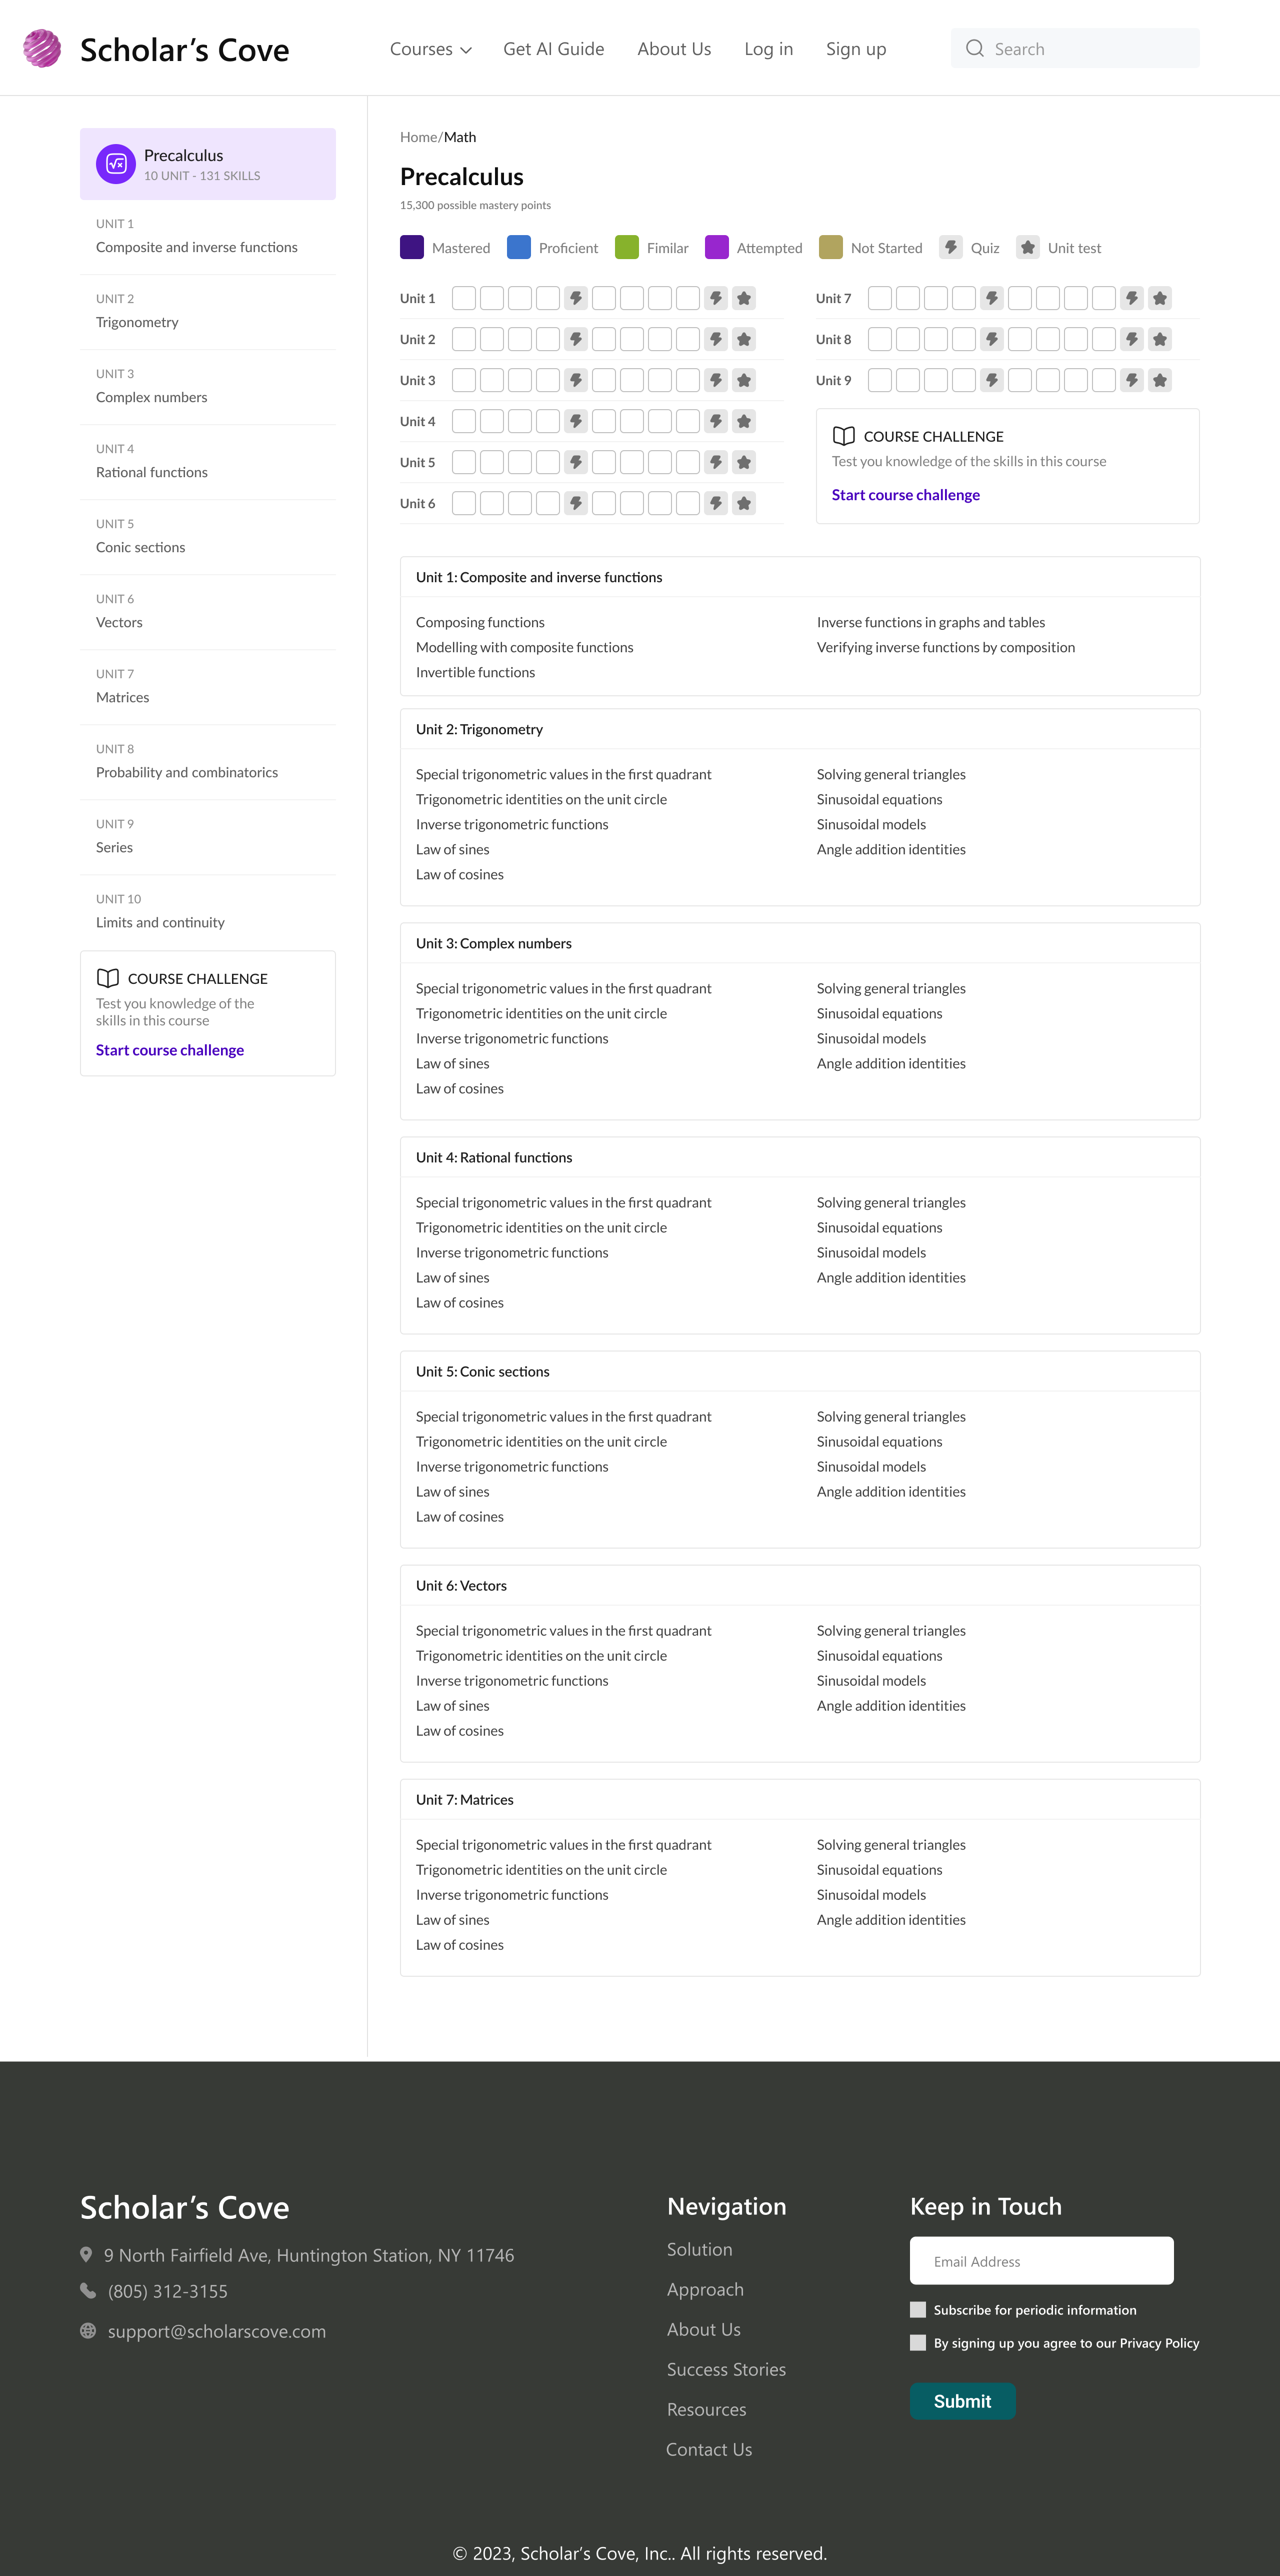 Scholar's Cove
Courses
Get AI Guide
About Us
Log in
Sign up
Search
Precalculus
10 UNIT - 131 SKILLS
UNIT 1
Composite and inverse functions
UNIT 2
Trigonometry
UNIT 3
Complex numbers
UNIT 4
Rational functions
UNIT 5
Conic sections
UNIT 6
Vectors
UNIT 7
Matrices
UNIT 8
Probability and combinatorics
UNIT 9
Series
UNIT 10
Limits and continuity
COURSE CHALLENGE
Test you knowledge of the
skills in this course
Start course challenge
Home/Math
Precalculus
15,300 possible mastery points
Mastered
Proficient
Fimilar
Attempted
Not Started
Quiz
Unit test
Unit 1
Unit 2
Unit 3
Unit 4
Unit 5
Unit 6
Unit 7
Unit 8
Unit 9
COURSE CHALLENGE
Test you knowledge of the skills in this course
Start course challenge
Unit 1: Composite and inverse functions
Composing functions
Modelling with composite functions
Invertible functions
Inverse functions in graphs and tables
Verifying inverse functions by composition
Unit 2: Trigonometry
Special trigonometric values in the first quadrant
Trigonometric identities on the unit circle
Inverse trigonometric functions
Law of sines
Law of cosines
Solving general triangles
Sinusoidal equations
Sinusoidal models
Angle addition identities
Unit 3: Complex numbers
Special trigonometric values in the first quadrant
Trigonometric identities on the unit circle
Inverse trigonometric functions
Law of sines
Law of cosines
Solving general triangles
Sinusoidal equations
Sinusoidal models
Angle addition identities
Unit 4: Rational functions
Special trigonometric values in the first quadrant
Trigonometric identities on the unit circle
Inverse trigonometric functions
Law of sines
Law of cosines
Solving general triangles
Sinusoidal equations
Sinusoidal models
Angle addition identities
Unit 5: Conic sections
Special trigonometric values in the first quadrant
Trigonometric identities on the unit circle
Inverse trigonometric functions
Law of sines
Law of cosines
Solving general triangles
Sinusoidal equations
Sinusoidal models
Angle addition identities
Unit 6: Vectors
Special trigonometric values in the first quadrant
Trigonometric identities on the unit circle
Inverse trigonometric functions
Law of sines
Law of cosines
Solving general triangles
Sinusoidal equations
Sinusoidal models
Angle addition identities
Unit 7: Matrices
Special trigonometric values in the first quadrant
Trigonometric identities on the unit circle
Inverse trigonometric functions
Law of sines
Law of cosines
Solving general triangles
Sinusoidal equations
Sinusoidal models
Angle addition identities
Scholar's Cove
9 North Fairfield Ave, Huntington Station, NY 11746
(805) 312-3155
support@scholarscove.com
Nevigation
Solution
Approach
About Us
Success Stories
Resources
Contact Us
Keep in Touch
Email Address
Subscribe for periodic information
By signing up you agree to our Privacy Policy
Submit
© 2023, Scholar's Cove, Inc.. All rights reserved.